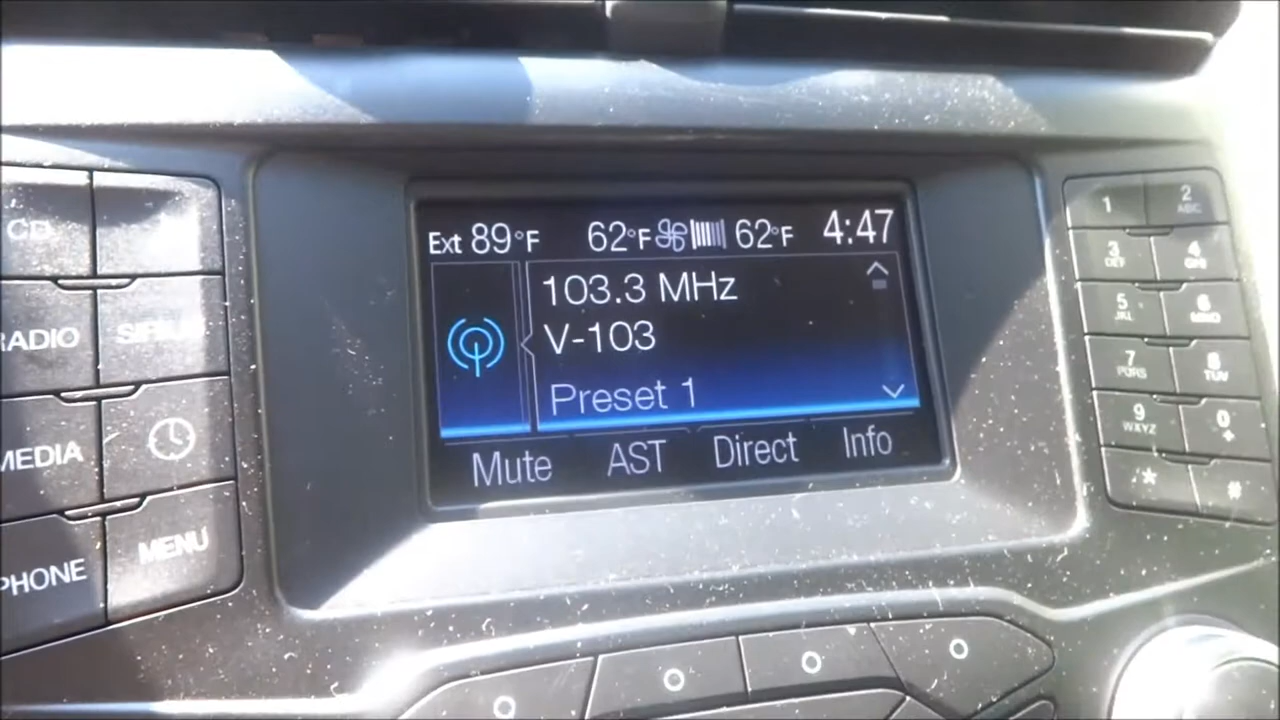 Ext 89°F 62°F 62°F 4:47
103.3 MHz
V-103
Preset 1
Mute AST Direct Info
CD
RADIO SIRIUS
MEDIA
PHONE MENU
1 2 ABC
3 DEF 4 GHI
5 JKL 6 MNO
7 PQRS 8 TUV
9 WXYZ 0 +
* #